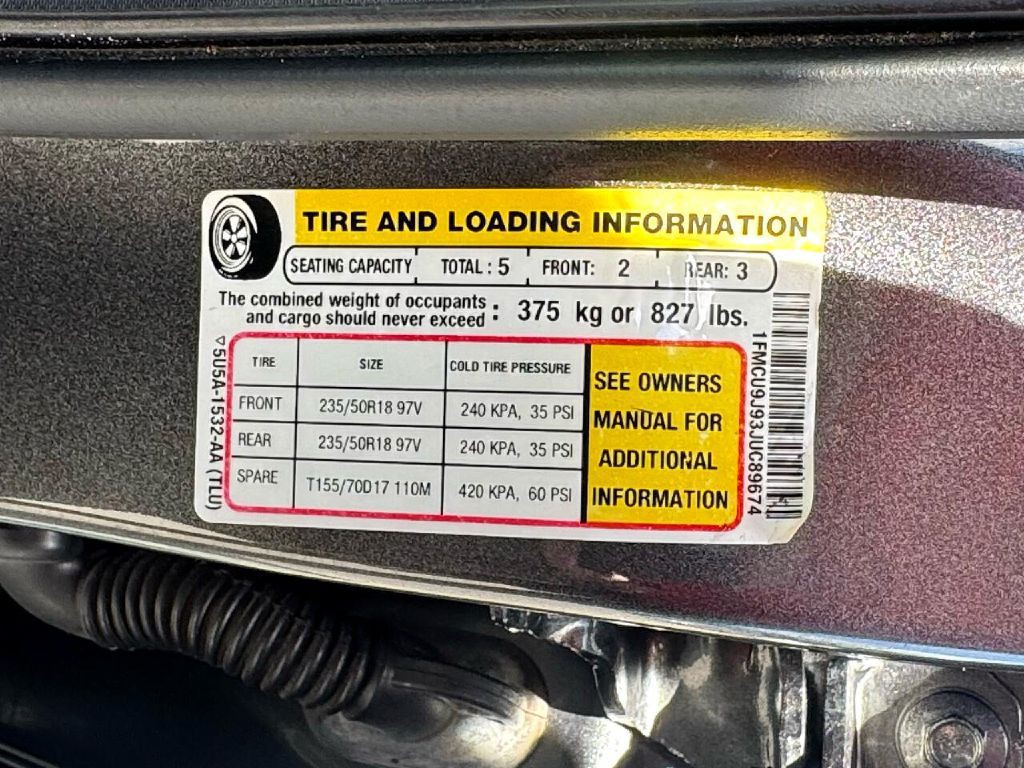 TIRE AND LOADING INFORMATION
SEATING CAPACITY TOTAL: 5 FRONT: 2 REAR: 3
The combined weight of occupants
and cargo should never exceed : 375 kg or 827 lbs.
TIRE SIZE COLD TIRE PRESSURE
FRONT 235/50R18 97V 240 KPA, 35 PSI
REAR 235/50R18 97V 240 KPA, 35 PSI
SPARE T155/70D17 110M 420 KPA, 60 PSI
SEE OWNERS
MANUAL FOR
ADDITIONAL
INFORMATION
5U5A-1532-AA (TLU)
1FMCU9J93JUC89674